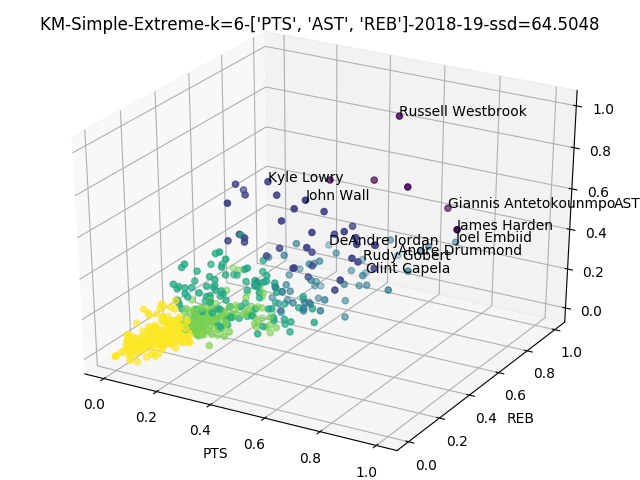 KM-Simple-Extreme-k=6-['PTS', 'AST', 'REB']-2018-19-ssd=64.5048
Russell Westbrook
Kyle Lowry
John Wall
Giannis Antetokounmpo
AST
James Harden
Joel Embid
DeAndre Jordan
Andre Drummond
Rudy Gobert
Clint Capela
1.0
0.8
0.6
0.4
0.2
0.0
0.0
0.2
0.4
0.6
0.8
1.0
PTS
0.0
0.2
0.4
0.6
0.8
1.0
REB